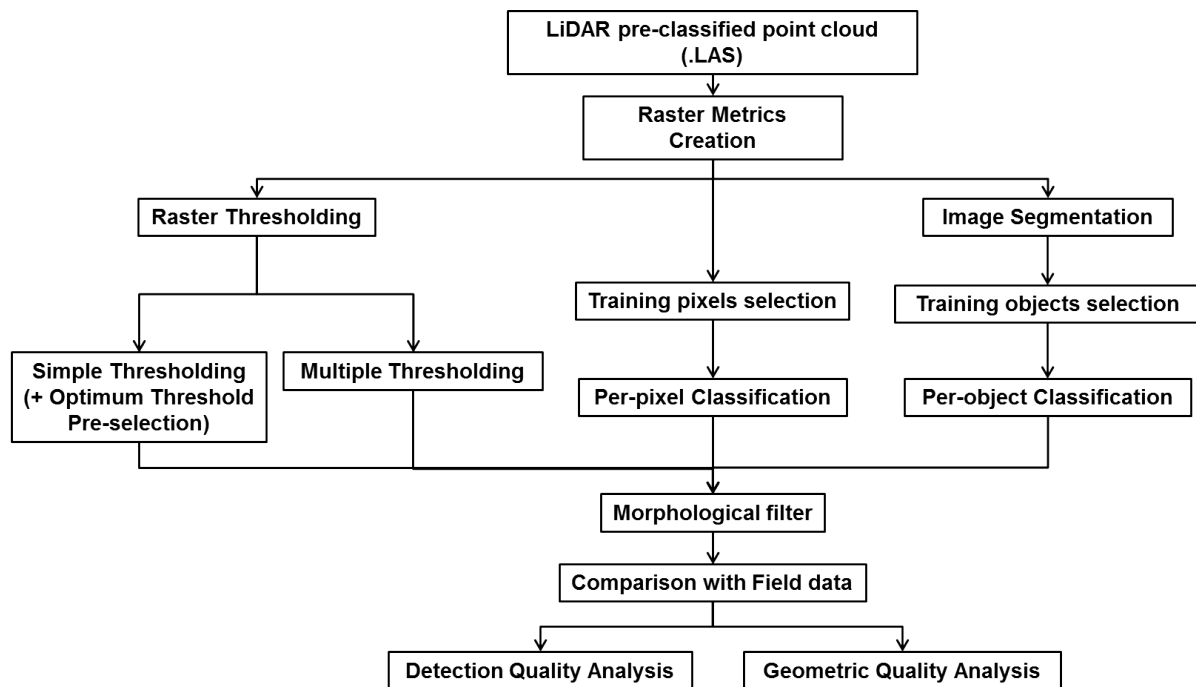 LiDAR pre-classified point cloud
(.LAS)
Raster Metrics
Creation
Raster Thresholding
Image Segmentation
Training pixels selection
Training objects selection
Simple Thresholding
(+ Optimum Threshold
Pre-selection)
Multiple Thresholding
Per-pixel Classification
Per-object Classification
Morphological filter
Comparison with Field data
Detection Quality Analysis
Geometric Quality Analysis